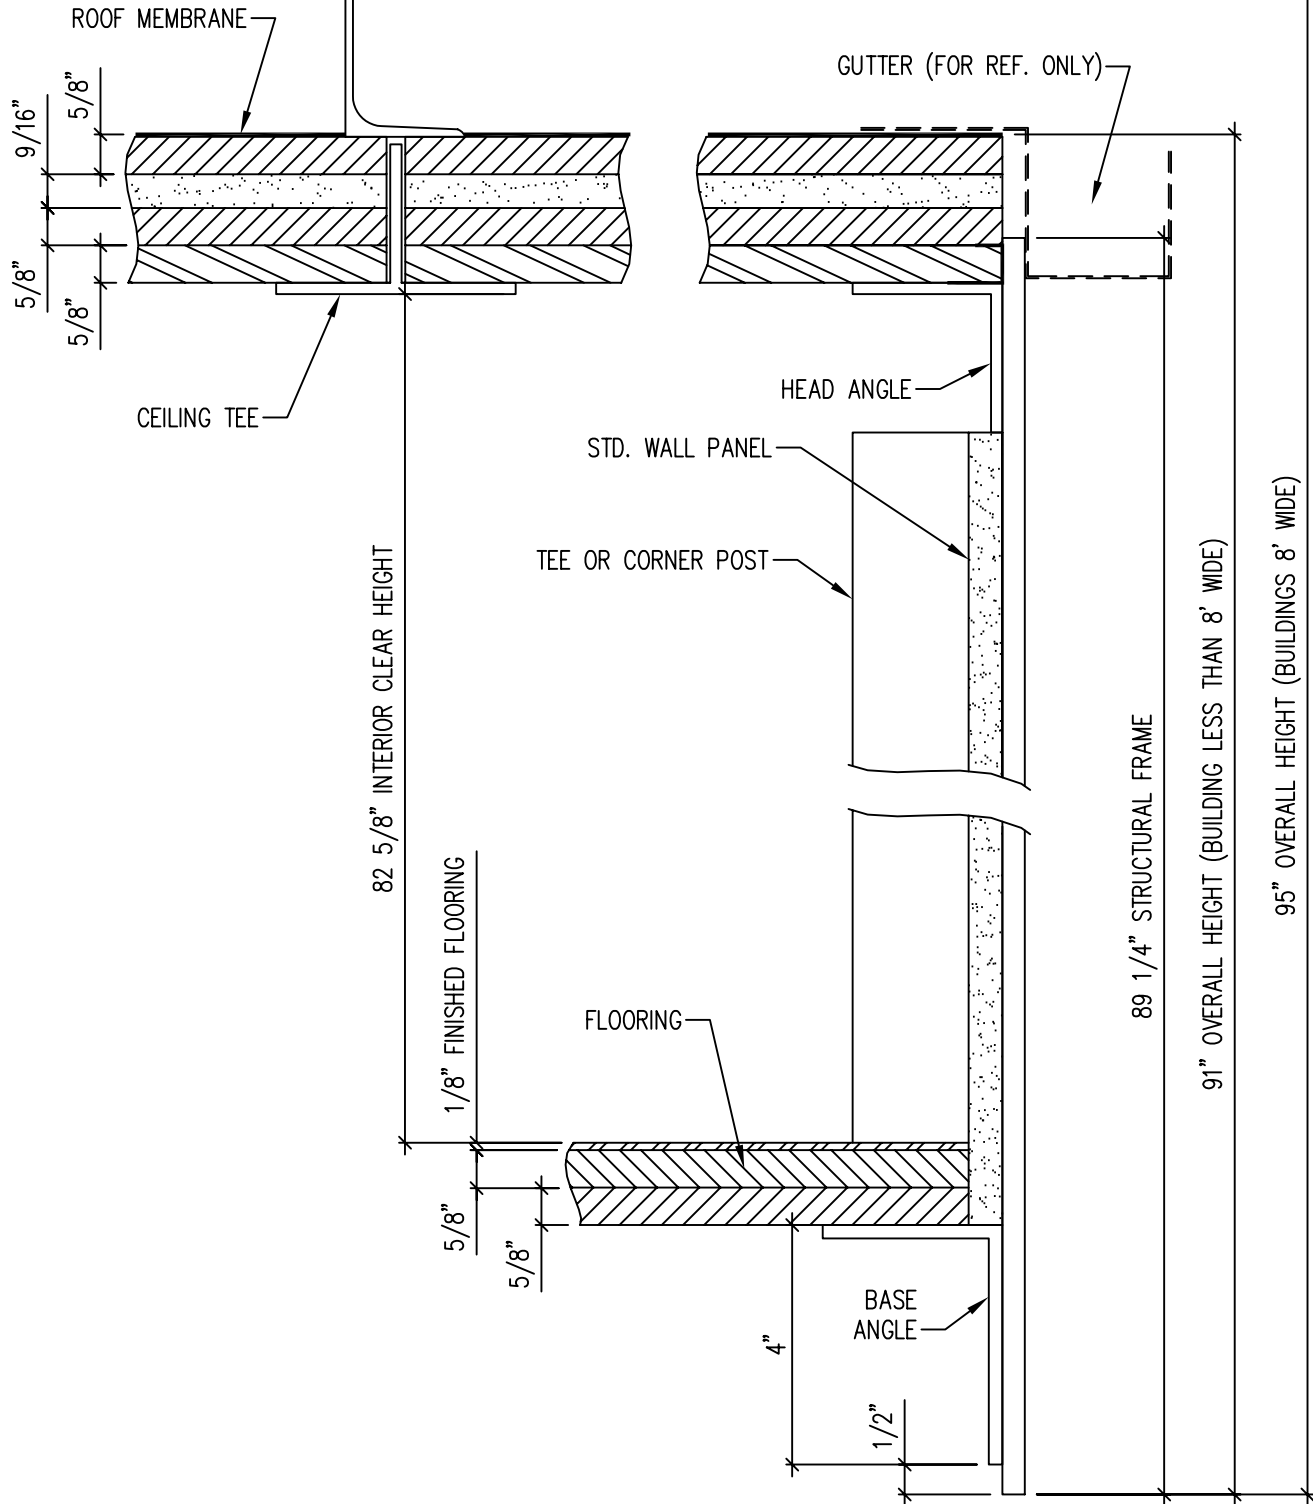 ROOF MEMBRANE
GUTTER (FOR REF. ONLY)
9/16"
5/8"
5/8"
5/8"
CEILING TEE
HEAD ANGLE
STD. WALL PANEL
TEE OR CORNER POST
82 5/8" INTERIOR CLEAR HEIGHT
89 1/4" STRUCTURAL FRAME
91" OVERALL HEIGHT (BUILDING LESS THAN 8' WIDE)
95" OVERALL HEIGHT (BUILDINGS 8' WIDE)
1/8" FINISHED FLOORING
FLOORING
5/8"
5/8"
BASE
ANGLE
4"
1/2"